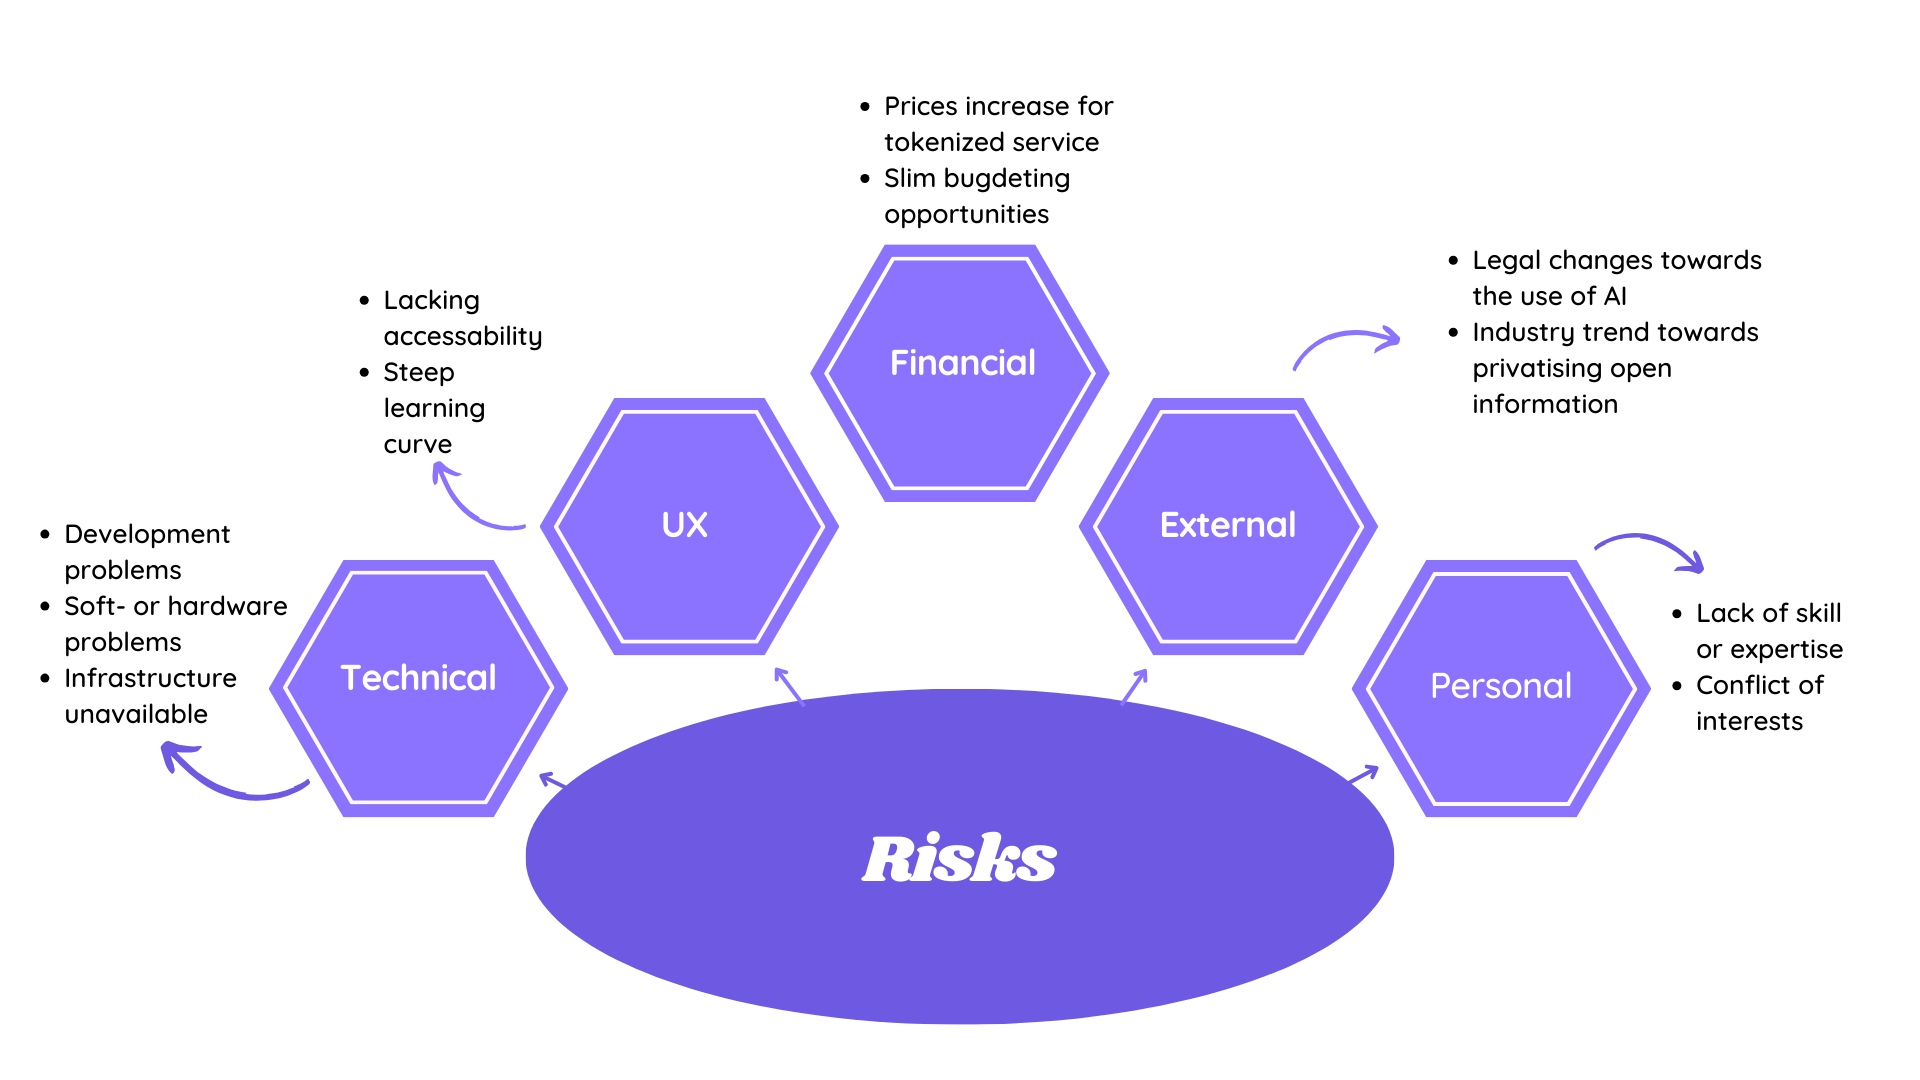 • Prices increase for
tokenized service
• Slim bugdeting
opportunities
Financial
• Lacking
accessability
• Steep
learning
curve
UX
• Legal changes towards
the use of AI
• Industry trend towards
privatising open
information
External
• Development
problems
• Soft- or hardware
problems
• Infrastructure
unavailable
Technical
• Lack of skill
or expertise
• Conflict of
interests
Personal
Risks